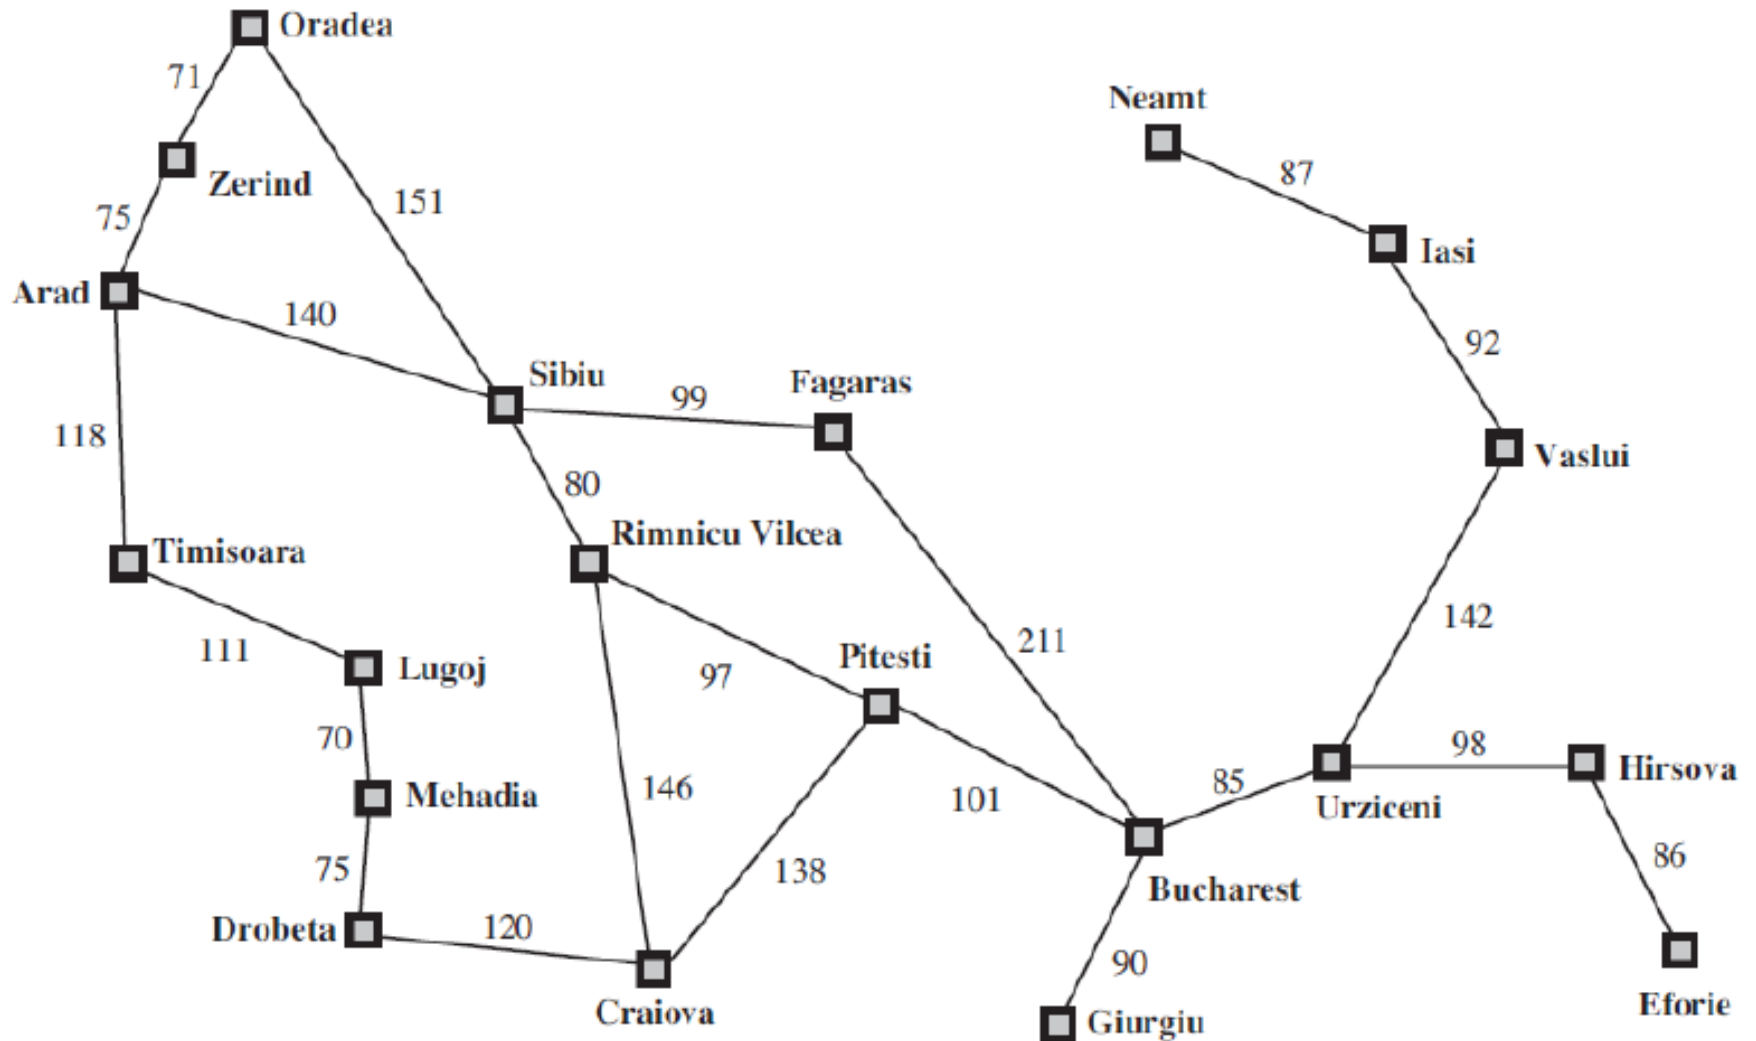 Oradea
71
Neamt
87
Zerind
151
75
Iasi
Arad
140
92
Sibiu
Fagaras
99
118
Vaslui
80
Rimnicu Vilcea
Timisoara
142
211
111
Pitesti
Lugoj
97
70
98
Hirsova
85
146
Mehadia
101
Urziceni
86
75
138
Bucharest
Drobeta
120
90
Eforie
Craiova
Giurgiu